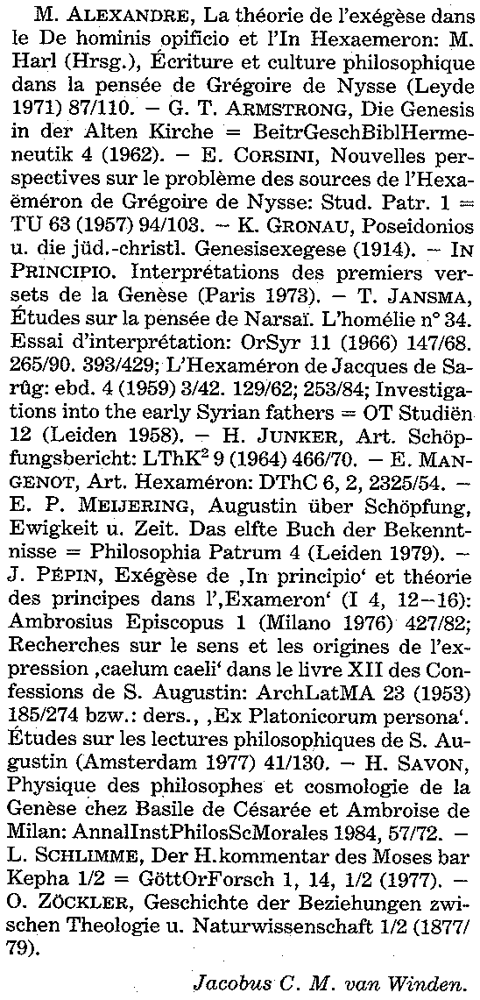 M. ALEXANDRE, La théorie de l'exégèse dans
le De hominis opificio et l'In Hexaemeron: M.
Harl (Hrsg.), Écriture et culture philosophique
dans la pensée de Grégoire de Nysse (Leyde
1971) 87/110. – G. T. ARMSTRONG, Die Genesis
in der Alten Kirche = BeitrGeschBiblHerme-
neutik 4 (1962). – E. CORSINI, Nouvelles per-
spectives sur le problème des sources de l'Hexa-
ëméron de Grégoire de Nysse: Stud. Patr. 1 =
TU 63 (1957) 94/103. – K. GRONAU, Poseidonios
u. die jüd.-christl. Genesisexegese (1914). – IN
PRINCIPIO. Interprétations des premiers ver-
sets de la Genèse (Paris 1973). – T. JANSMA,
Études sur la pensée de Narsaï. L'homélie n° 34.
Essai d'interprétation: OrSyr 11 (1966) 147/68.
265/90. 393/429; L'Hexaméron de Jacques de Sa-
rûg: ebd. 4 (1959) 3/42. 129/62; 253/84; Investiga-
tions into the early Syrian fathers = OT Studiën
12 (Leiden 1958). – H. JUNKER, Art. Schöp-
fungsbericht: LThK² 9 (1964) 466/70. – E. MAN-
GENOT, Art. Hexaméron: DThC 6, 2, 2325/54. –
E. P. MEIJERING, Augustin über Schöpfung,
Ewigkeit u. Zeit. Das elfte Buch der Bekennt-
nisse = Philosophia Patrum 4 (Leiden 1979). –
J. PÉPIN, Exégèse de ‚In principio‘ et théorie
des principes dans l'‚Exameron‘ (I 4, 12–16):
Ambrosius Episcopus 1 (Milano 1976) 427/82;
Recherches sur le sens et les origines de l'ex-
pression ‚caelum caeli‘ dans le livre XII des Con-
fessions de S. Augustin: ArchLatMA 23 (1953)
185/274 bzw.: ders., ‚Ex Platonicorum persona‘.
Études sur les lectures philosophiques de S. Au-
gustin (Amsterdam 1977) 41/130. – H. SAVON,
Physique des philosophes et cosmologie de la
Genèse chez Basile de Césarée et Ambroise de
Milan: AnnalInstPhilosScMorales 1984, 57/72. –
L. SCHLIMME, Der H.kommentar des Moses bar
Kepha 1/2 = GöttOrForsch 1, 14, 1/2 (1977). –
O. ZÖCKLER, Geschichte der Beziehungen zwi-
schen Theologie u. Naturwissenschaft 1/2 (1877/
79).
Jacobus C. M. van Winden.